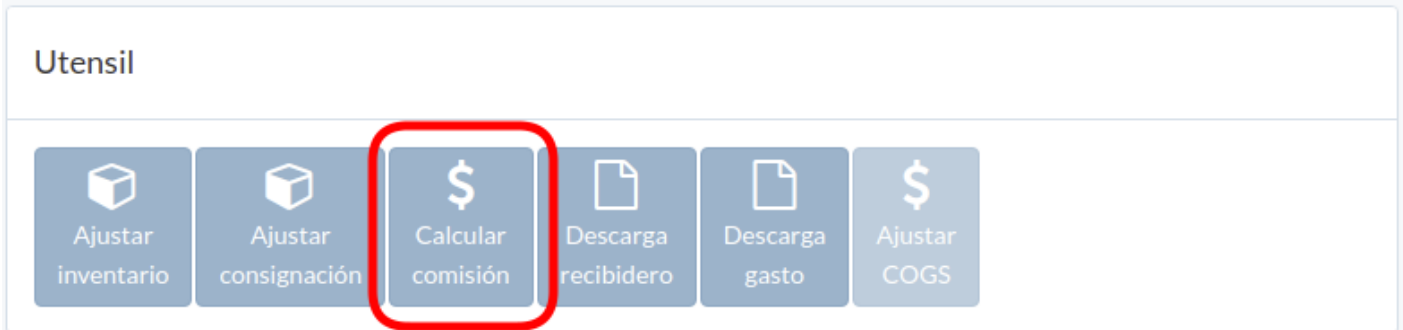 Utensil
Ajustar
inventario
Ajustar
consignación
$
Calcular
comisión
Descarga
recibidero
Descarga
gasto
$
Ajustar
COGS